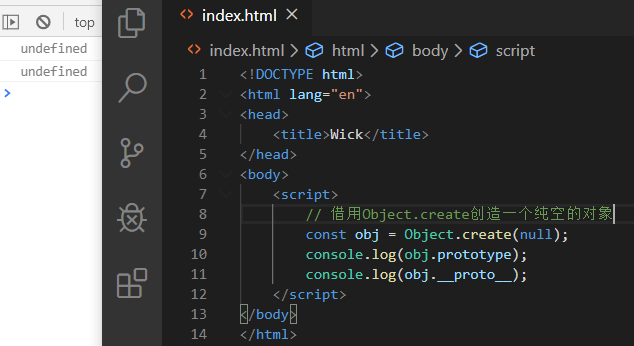 top
undefined
undefined
>
index.html
index.html > html > body > script
1 <!DOCTYPE html>
2 <html lang="en">
3 <head>
4 <title>Wick</title>
5 </head>
6 <body>
7 <script>
8 // 借用Object.create创造一个纯空的对象
9 const obj = Object.create(null);
10 console.log(obj.prototype);
11 console.log(obj.__proto__);
12 </script>
13 </body>
14 </html>